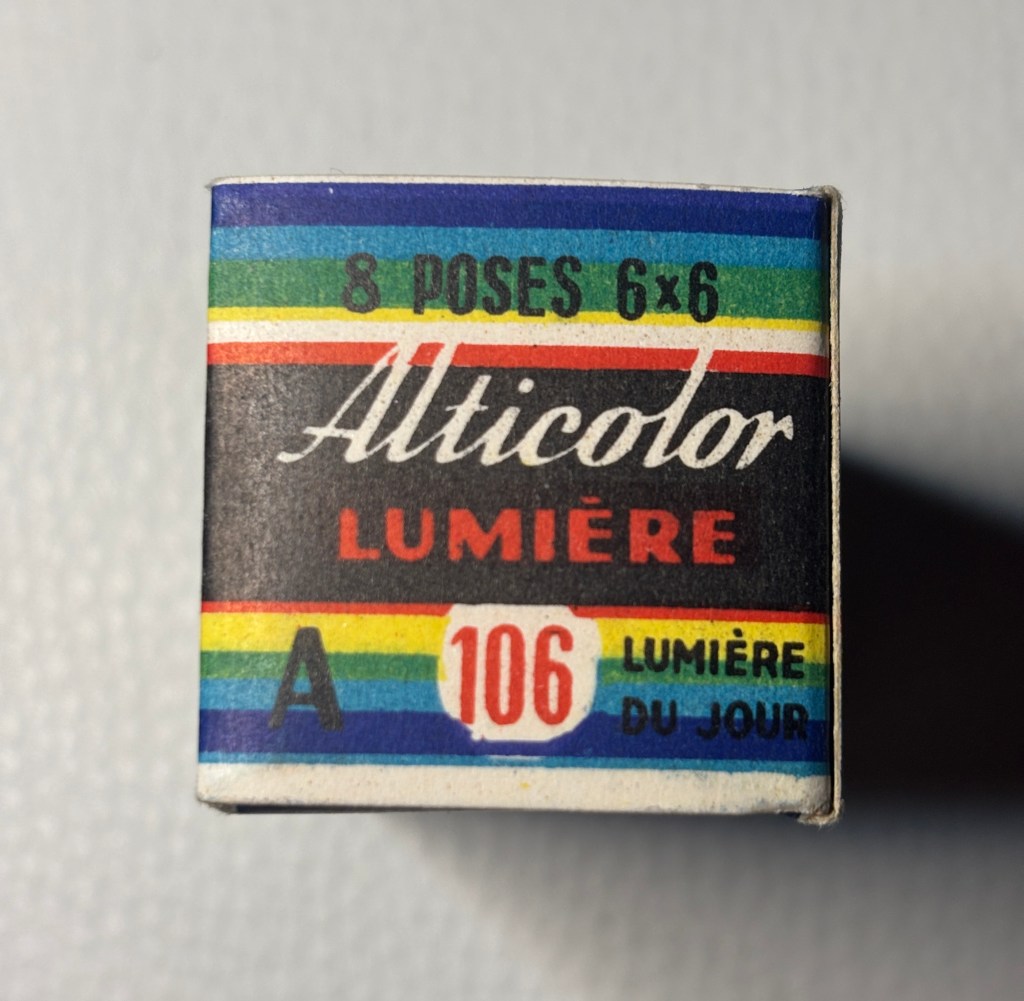 8 POSES 6x6
Alticolor
LUMIÈRE
A 106 LUMIÈRE
DU JOUR